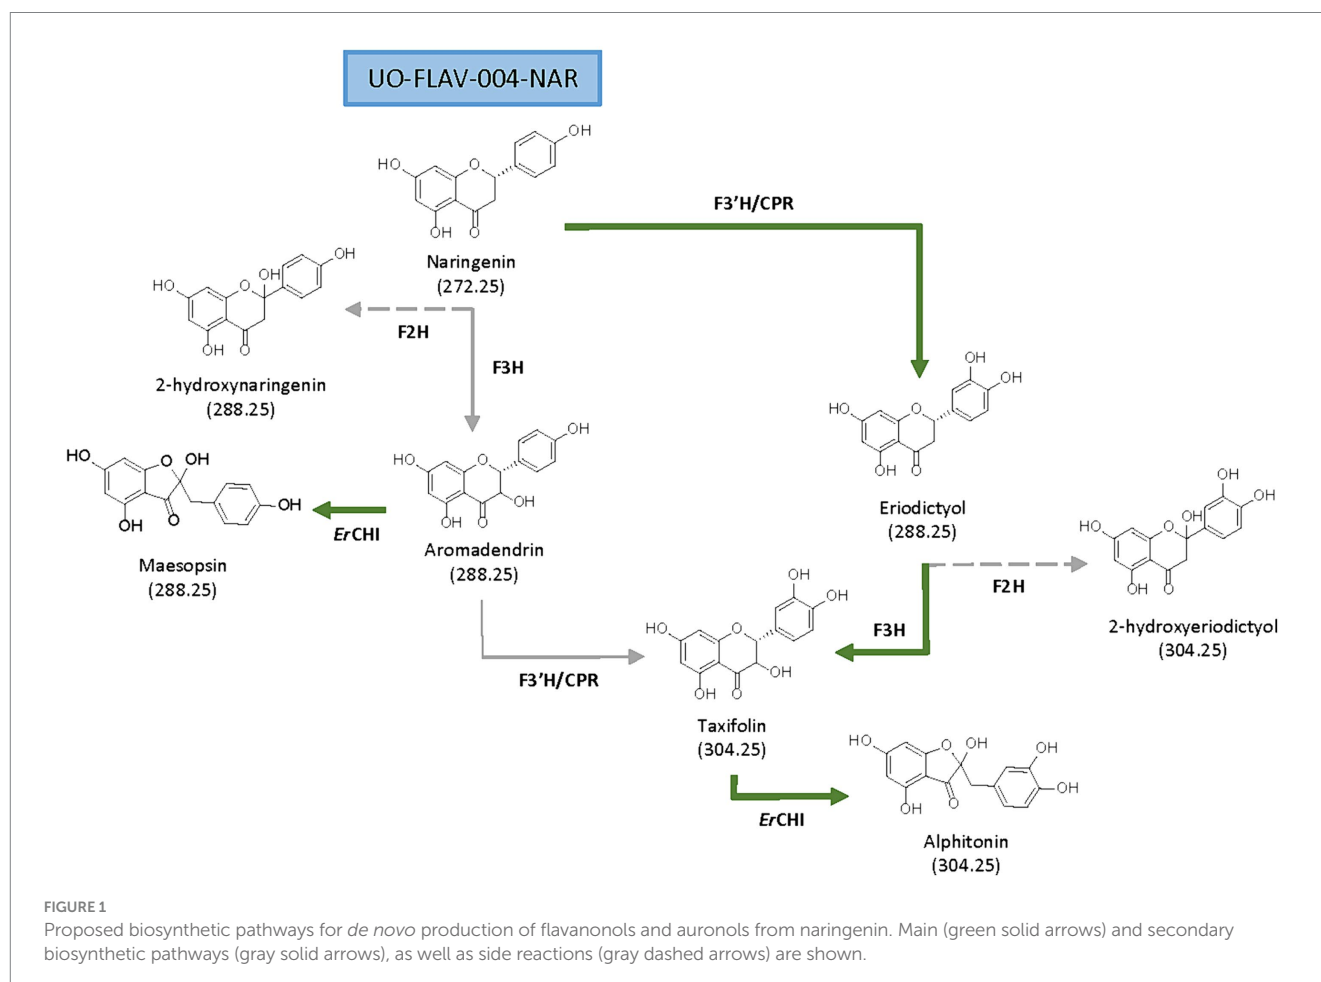 UO-FLAV-004-NAR
OH
HO
O
OH
O
Naringenin
(272.25)
F3'H/CPR
OH
OH
HO
O
OH
O
2-hydroxynaringenin
(288.25)
F2H
F3H
OH
HO
O
OH
OH
O
Aromadendrin
(288.25)
HO
O
OH
OH
O
OH
Maesopsin
(288.25)
ErCHI
OH
OH
HO
O
OH
O
Eriodictyol
(288.25)
OH
OH
OH
HO
O
OH
O
2-hydroxyeriodictyol
(304.25)
F2H
F3H
F3'H/CPR
OH
OH
HO
O
OH
OH
O
Taxifolin
(304.25)
ErCHI
HO
O
OH
OH
OH
OH
O
Alphitonin
(304.25)
FIGURE 1
Proposed biosynthetic pathways for de novo production of flavanonols and auronols from naringenin. Main (green solid arrows) and secondary
biosynthetic pathways (gray solid arrows), as well as side reactions (gray dashed arrows) are shown.